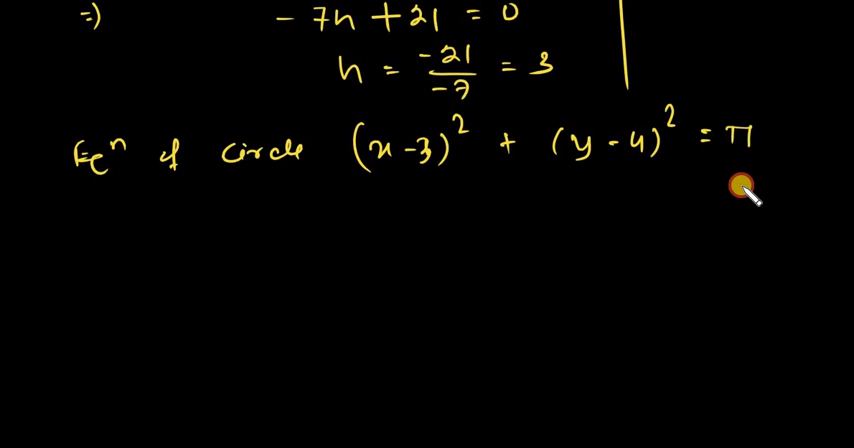 =) - 7h + 21 = 0
h = -21/-7 = 3
Eqn of circle (x-3)² + (y-4)² = π